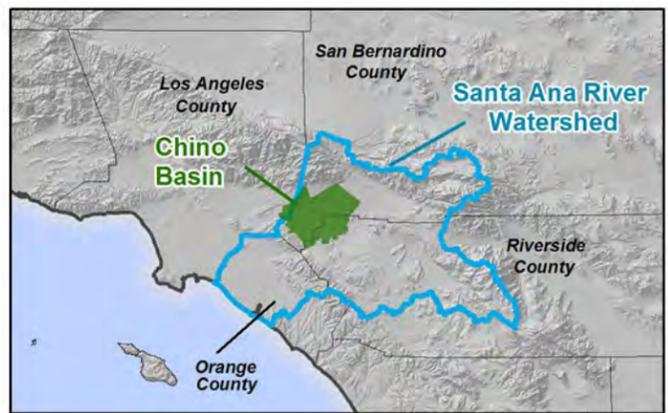 San Bernardino
County
Los Angeles
County
Santa Ana River
Watershed
Chino
Basin
Riverside
County
Orange
County